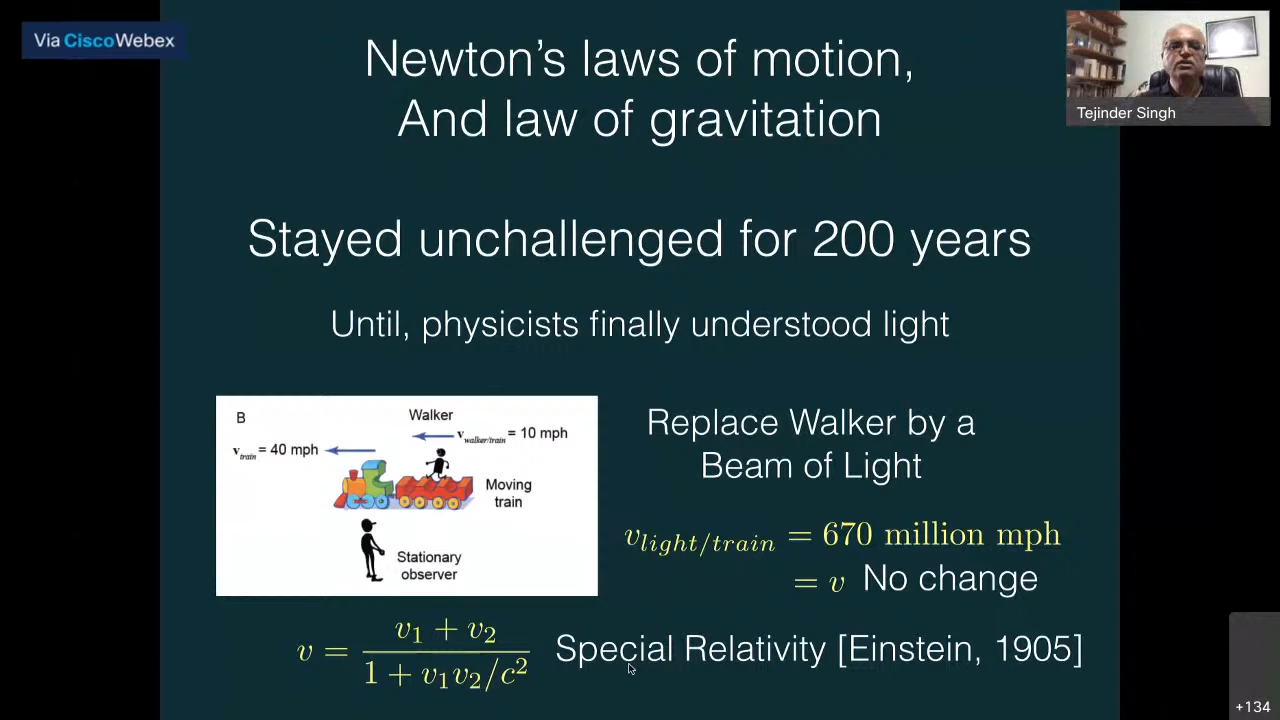 Via CiscoWebex
Newton's laws of motion,
And law of gravitation
Tejinder Singh
Stayed unchallenged for 200 years
Until, physicists finally understood light
B
Walker
v_train = 40 mph
v_walker/train = 10 mph
Moving
train
Stationary
observer
Replace Walker by a
Beam of Light
v_light/train = 670 million mph
= v No change
v = (v₁ + v₂) / (1 + v₁v₂/c²)
Special Relativity [Einstein, 1905]
+134